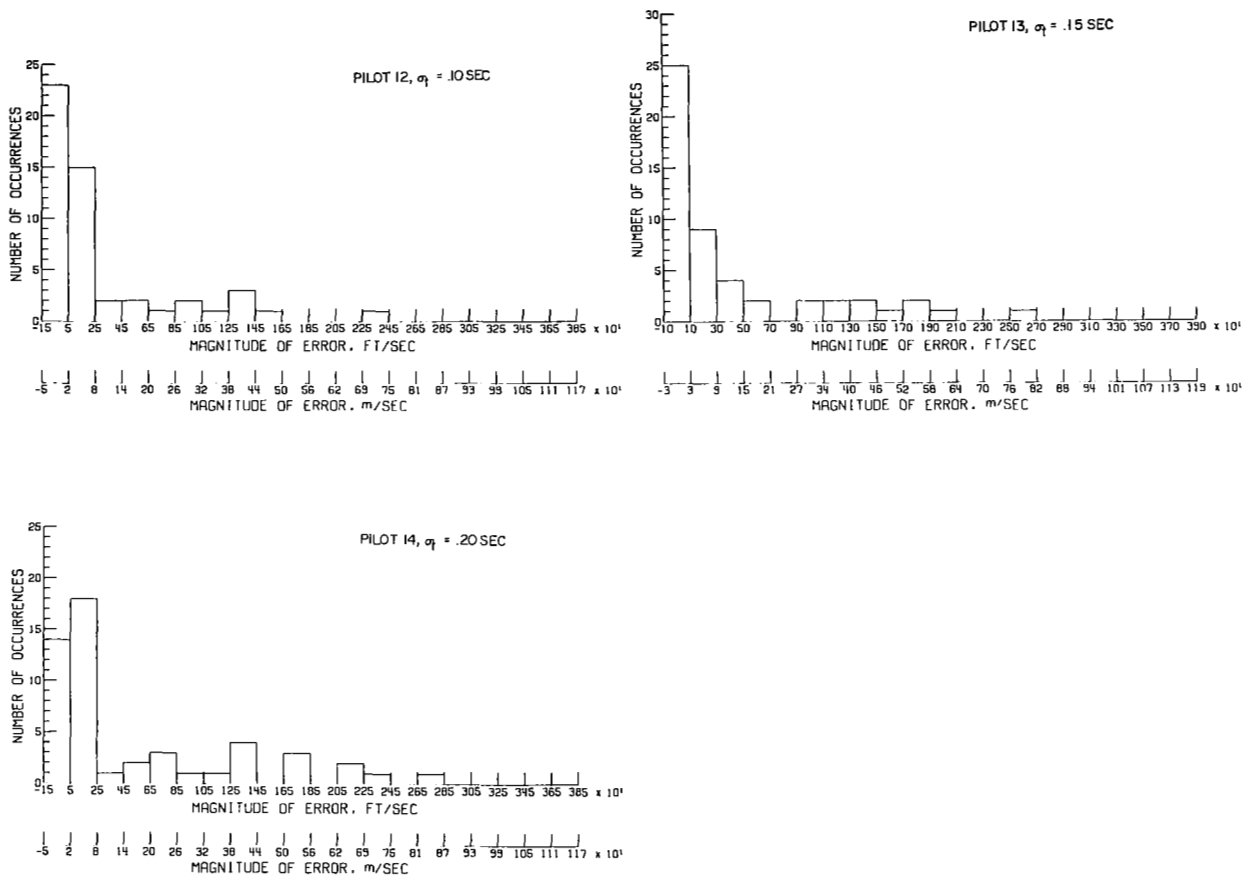 PILOT 12, σt = .10 SEC
NUMBER OF OCCURRENCES
25
20
15
10
5
0
-15 5 25 45 65 85 105 125 145 165 185 205 225 245 265 285 305 325 345 365 385 x 10¹
MAGNITUDE OF ERROR, FT/SEC
-5 2 8 14 20 26 32 38 44 50 56 62 69 75 81 87 93 99 105 111 117 x 10¹
MAGNITUDE OF ERROR, m/SEC
PILOT 13, σt = .15 SEC
NUMBER OF OCCURRENCES
30
25
20
15
10
5
0
-10 10 30 50 70 90 110 130 150 170 190 210 230 250 270 290 310 330 350 370 390 x 10¹
MAGNITUDE OF ERROR, FT/SEC
-3 3 9 15 21 27 34 40 46 52 58 64 70 76 82 88 94 101 107 113 119 x 10¹
MAGNITUDE OF ERROR, m/SEC
PILOT 14, σt = .20 SEC
NUMBER OF OCCURRENCES
25
20
15
10
5
0
-15 5 25 45 65 85 105 125 145 165 185 205 225 245 265 285 305 325 345 365 385 x 10¹
MAGNITUDE OF ERROR, FT/SEC
-5 2 8 14 20 26 32 38 44 50 56 62 69 75 81 87 93 99 105 111 117 x 10¹
MAGNITUDE OF ERROR, m/SEC